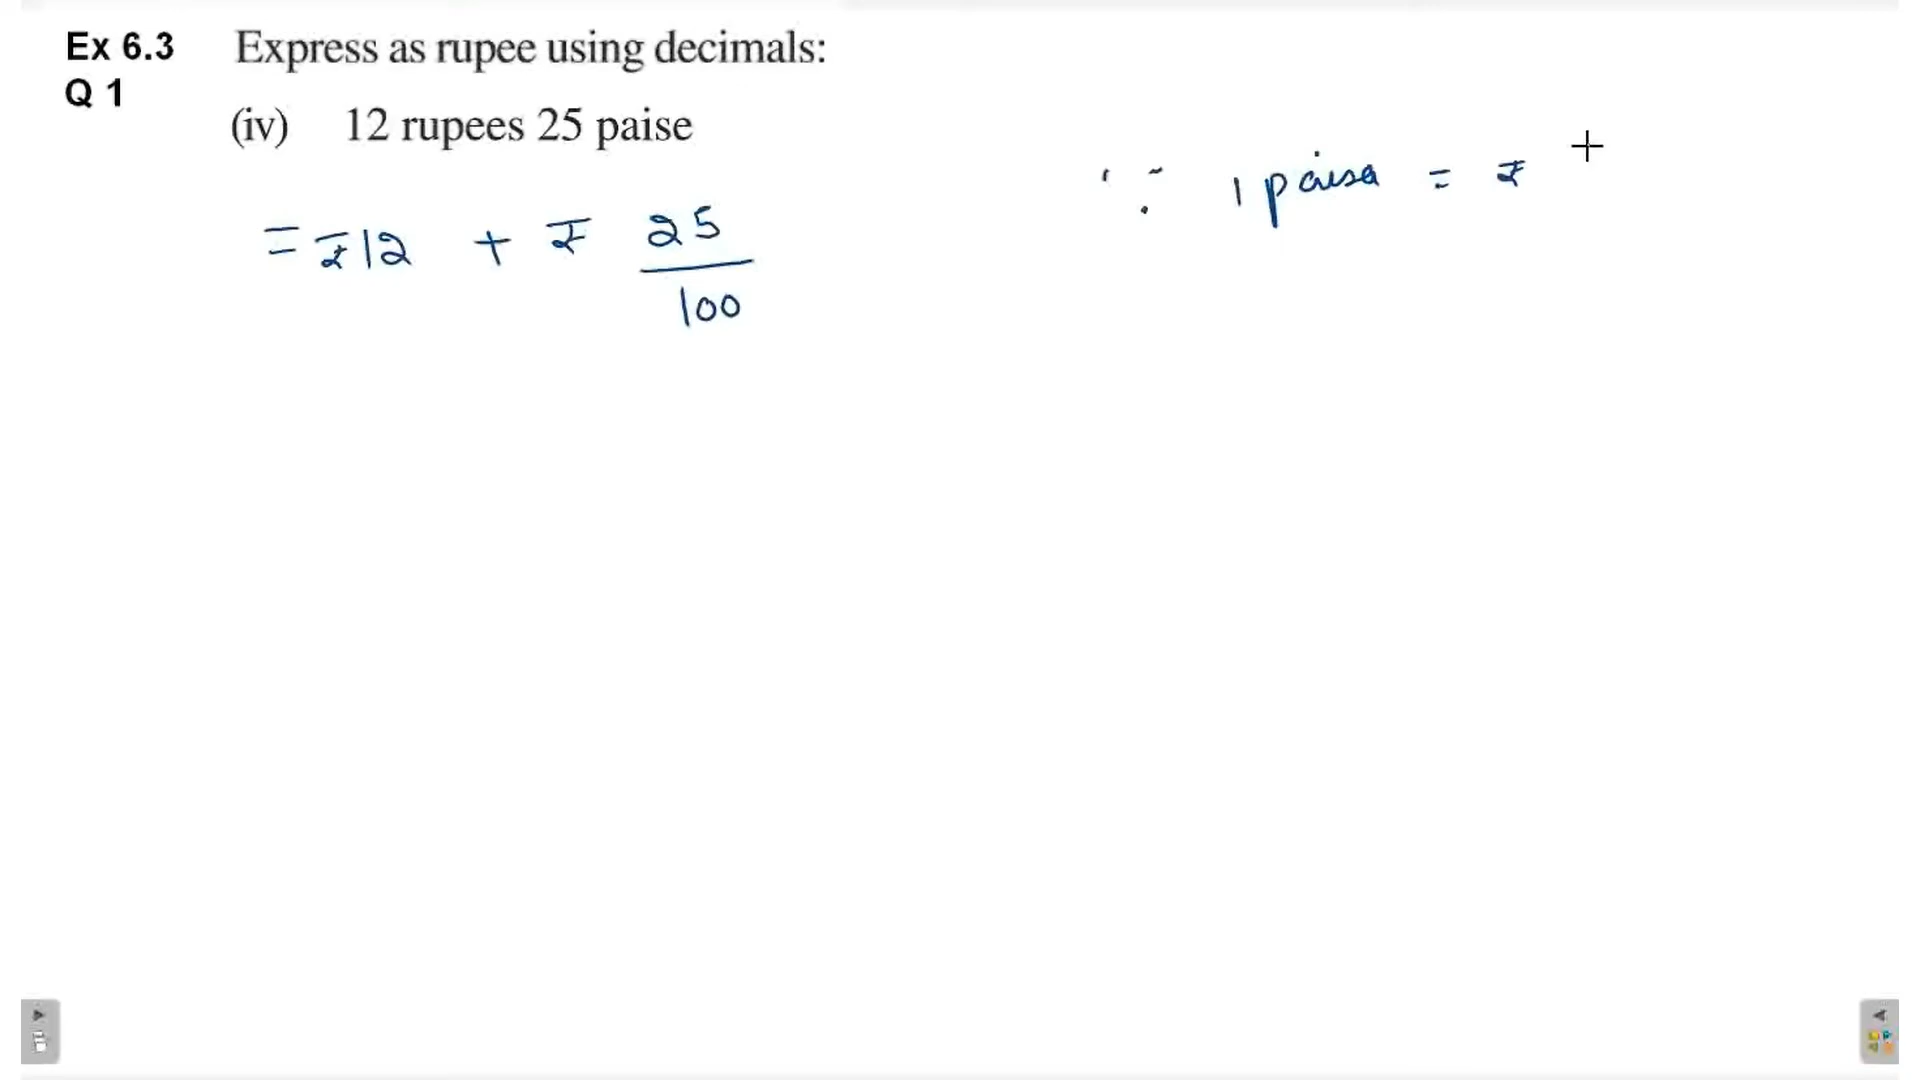 Ex 6.3 Express as rupee using decimals:
Q 1
(iv) 12 rupees 25 paise
∵ 1 paisa = ₹
= ₹12 + ₹ 25/100